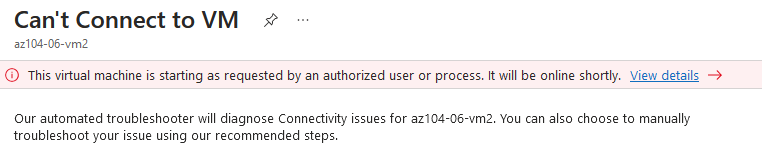 Can't Connect to VM
az104-06-vm2
This virtual machine is starting as requested by an authorized user or process. It will be online shortly. View details
Our automated troubleshooter will diagnose Connectivity issues for az104-06-vm2. You can also choose to manually
troubleshoot your issue using our recommended steps.